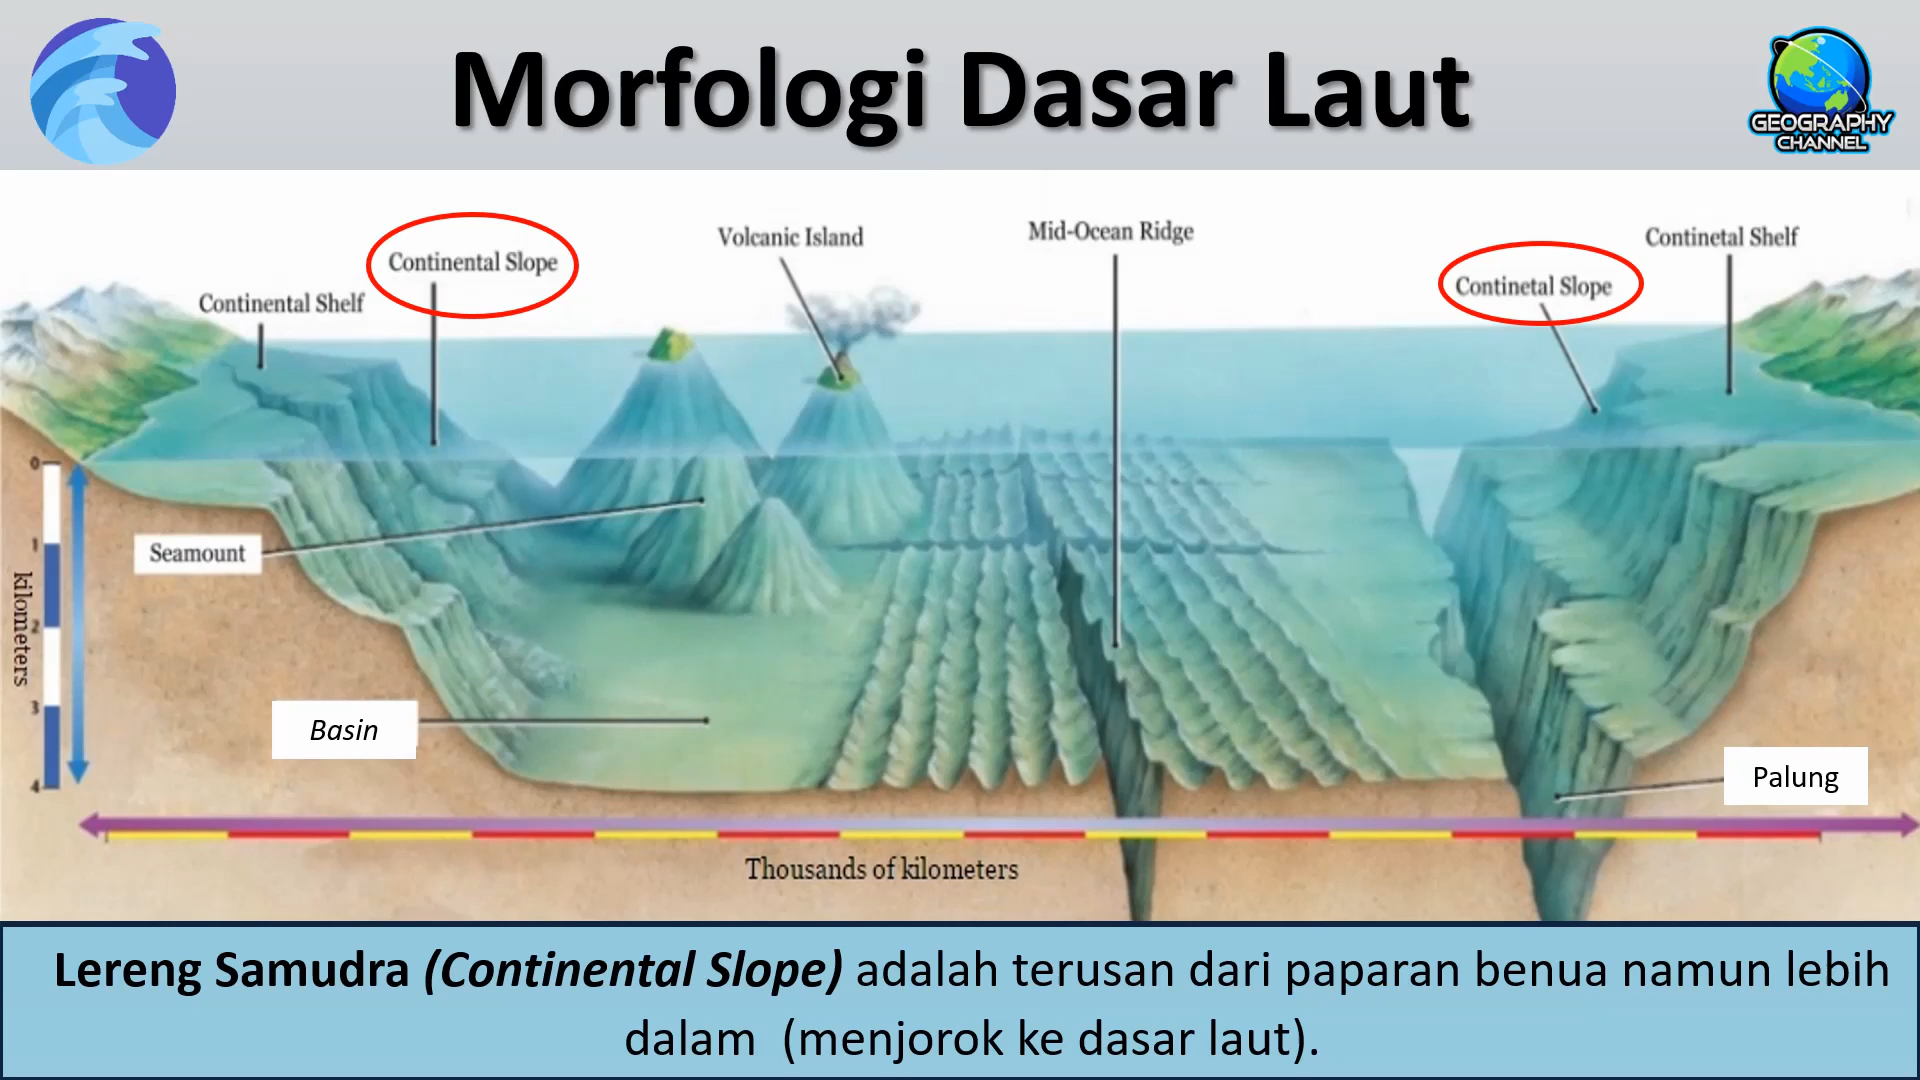 Morfologi Dasar Laut
GEOGRAPHY
CHANNEL
Continental Shelf
Continental Slope
Volcanic Island
Mid-Ocean Ridge
Continetal Slope
Continetal Shelf
0
1
2
3
4
kilometers
Seamount
Basin
Palung
Thousands of kilometers
Lereng Samudra (Continental Slope) adalah terusan dari paparan benua namun lebih
dalam (menjorok ke dasar laut).